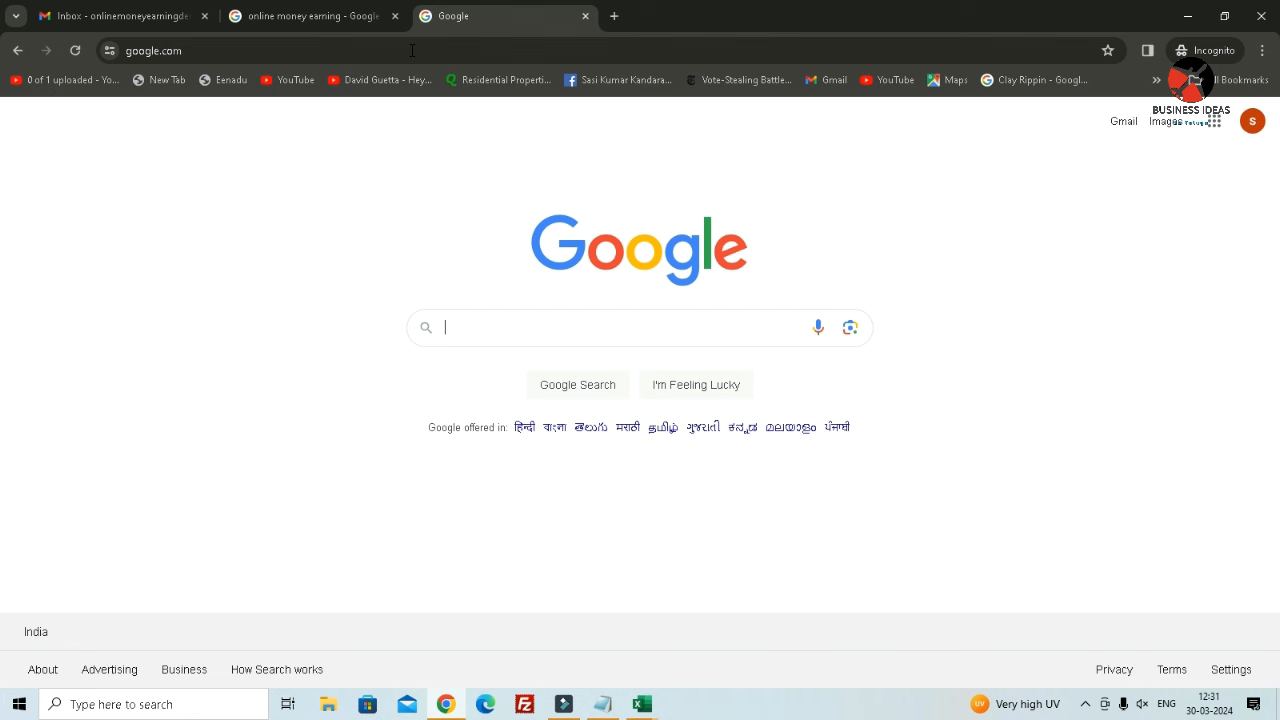 Inbox - onlinemoneyearningde
online money earning - Google
Google
google.com
Incognito
0 of 1 uploaded - Yo...
New Tab
Eenadu
YouTube
David Guetta - Hey...
Residential Properti...
Sasi Kumar Kandara...
Vote-Stealing Battle...
Gmail
YouTube
Maps
Clay Rippin - Googl...
ll Bookmarks
BUSINESS IDEAS
Gmail
Images
S
Google
Google Search
I'm Feeling Lucky
Google offered in: हिन्दी বাংলা తెలుగు मराठी தமிழ் ગુજરાતી ಕನ್ನಡ മലയാളം ਪੰਜਾਬੀ
India
About
Advertising
Business
How Search works
Privacy
Terms
Settings
Type here to search
UV
Very high UV
ENG
12:31
30-03-2024